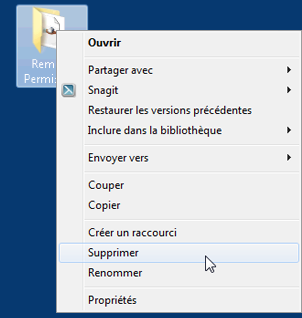 Rem
Permi
Ouvrir
Partager avec
Snagit
Restaurer les versions précédentes
Inclure dans la bibliothèque
Envoyer vers
Couper
Copier
Créer un raccourci
Supprimer
Renommer
Propriétés